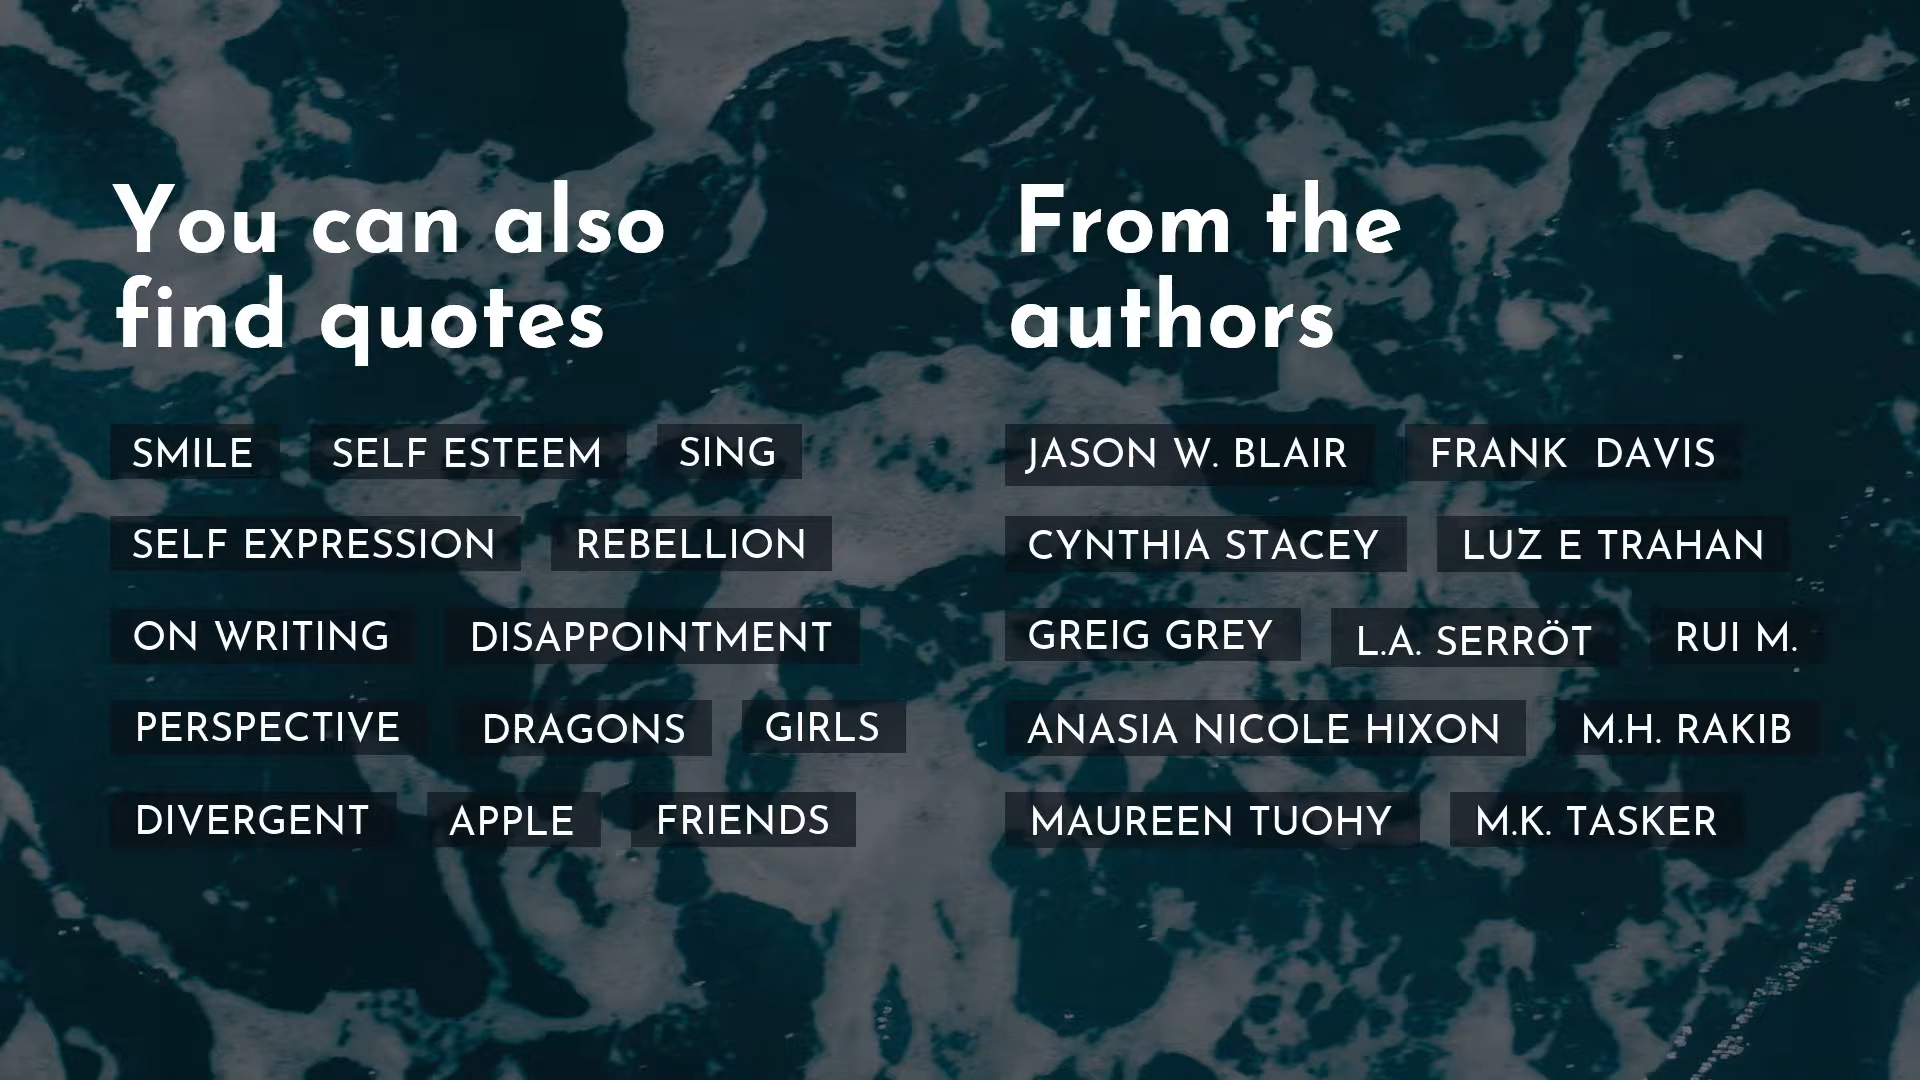 You can also
find quotes
SMILE SELF ESTEEM SING
SELF EXPRESSION REBELLION
ON WRITING DISAPPOINTMENT
PERSPECTIVE DRAGONS GIRLS
DIVERGENT APPLE FRIENDS
From the
authors
JASON W. BLAIR FRANK DAVIS
CYNTHIA STACEY LUZ E TRAHAN
GREIG GREY L.A. SERRÖT RUI M.
ANASIA NICOLE HIXON M.H. RAKIB
MAUREEN TUOHY M.K. TASKER